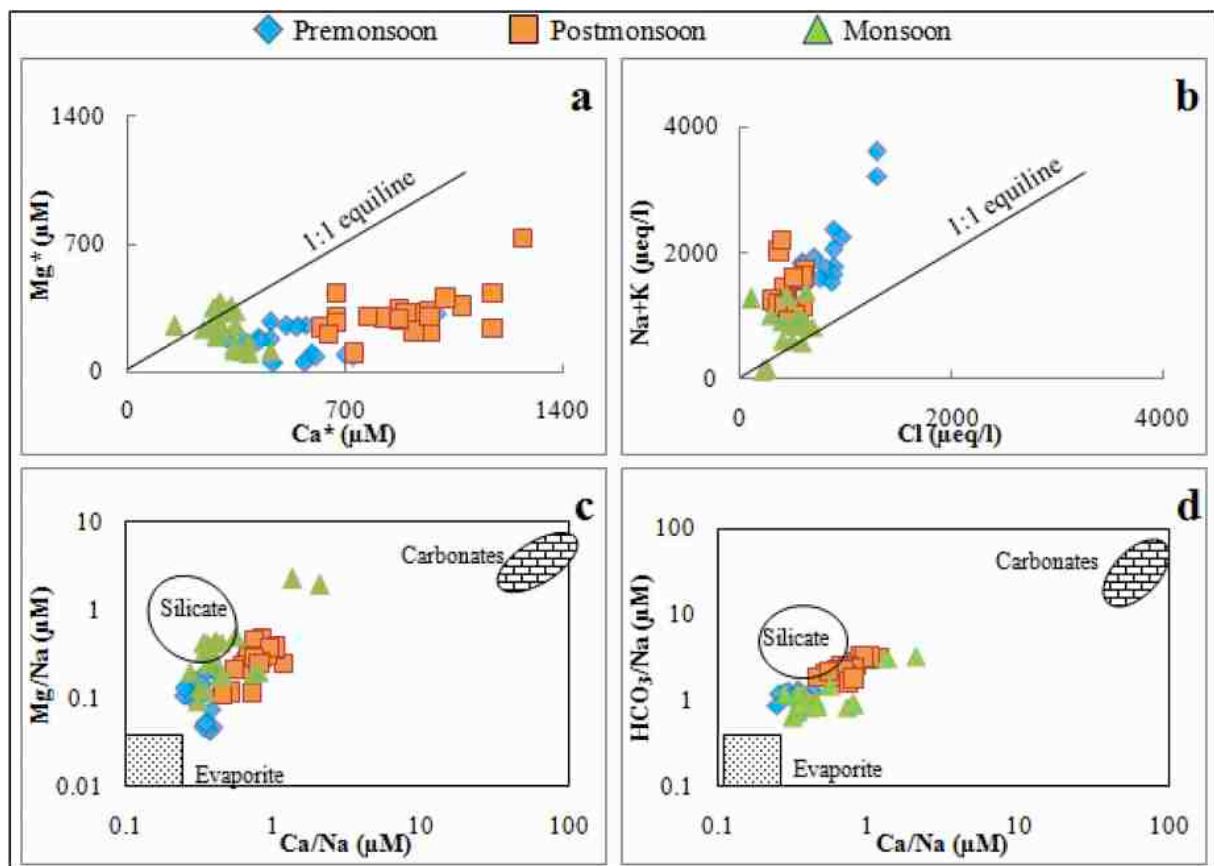 Premonsoon Postmonsoon Monsoon
a
1400
700
0
0 700 1400
Mg* (µM)
1:1 equiline
Ca* (µM)
b
4000
2000
0
0 2000 4000
Na+K (µeq/l)
1:1 equiline
Cl (µeq/l)
c
10
1
0.1
0.01
0.1 1 10 100
Mg/Na (µM)
Carbonates
Silicate
Evaporite
Ca/Na (µM)
d
100
10
1
0.1
0.1 1 10 100
HCO₃/Na (µM)
Carbonates
Silicate
Evaporite
Ca/Na (µM)